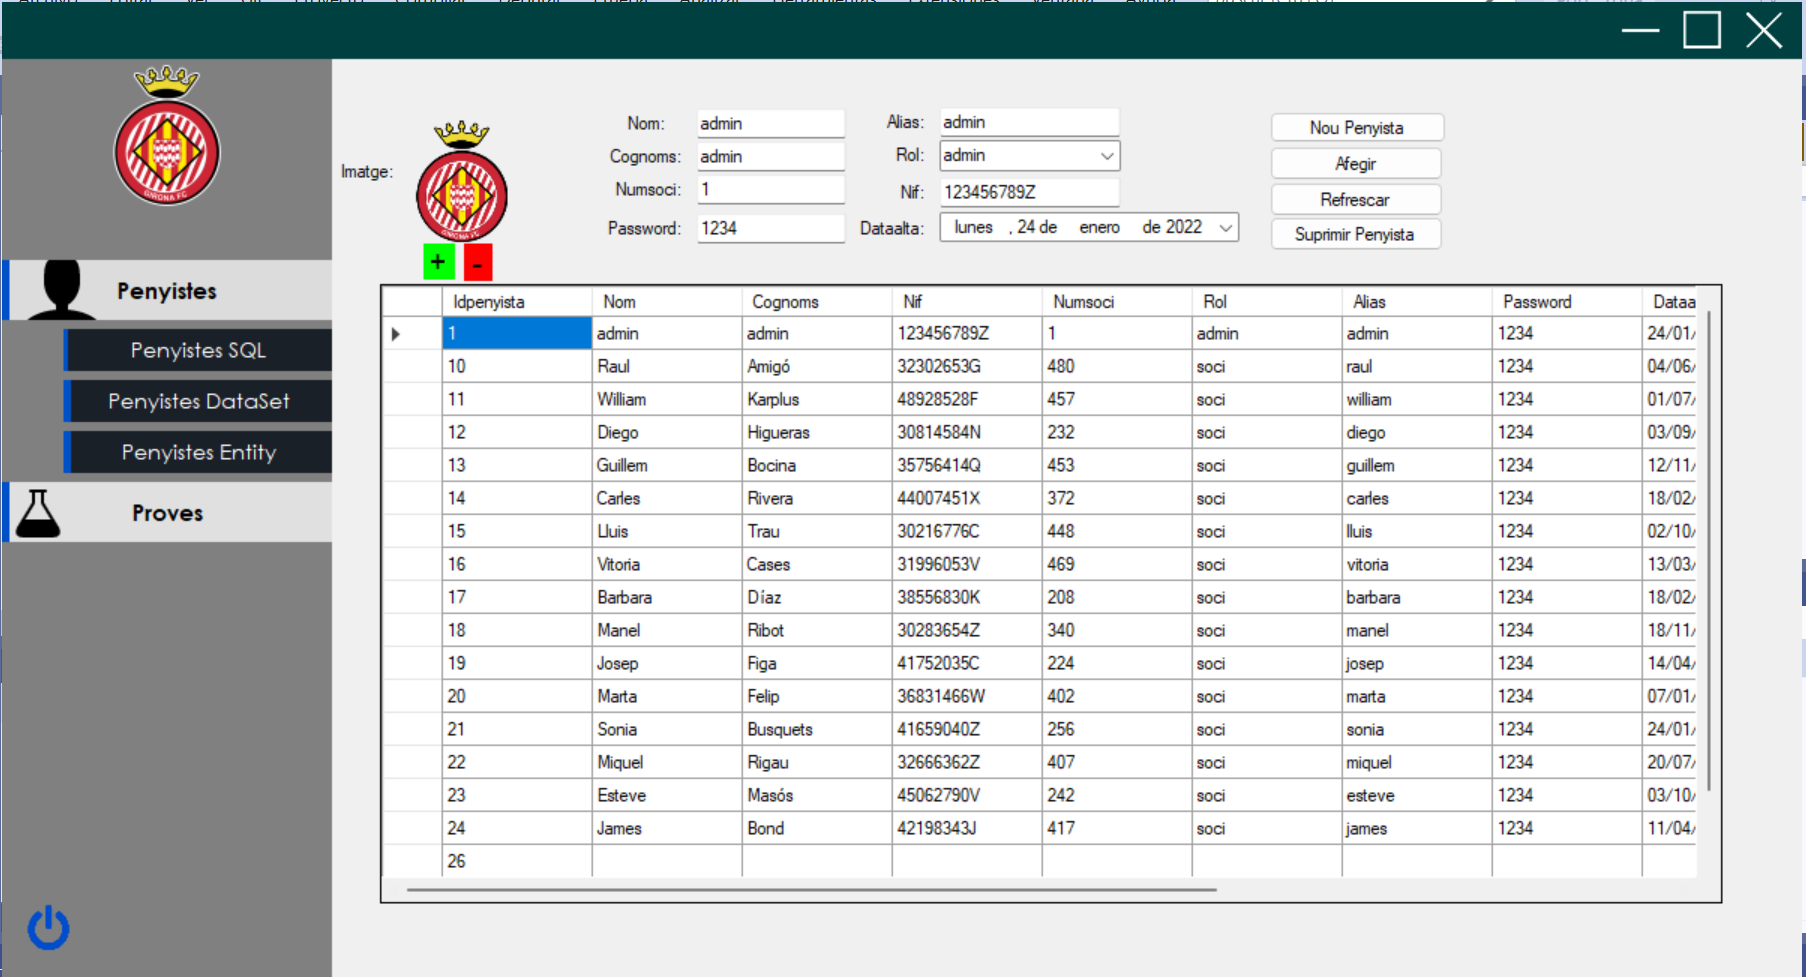 GIRONA FC
Penyistes
Penyistes SQL
Penyistes DataSet
Penyistes Entity
Proves
Imatge:
GIRONA FC
+ -
Nom: admin
Cognoms: admin
Numsoci: 1
Password: 1234
Alias: admin
Rol: admin
Nif: 123456789Z
Dataalta: lunes , 24 de enero de 2022
Nou Penyista
Afegir
Refrescar
Suprimir Penyista
Idpenyista Nom Cognoms Nif Numsoci Rol Alias Password Dataa
1 admin admin 123456789Z 1 admin admin 1234 24/01/
10 Raul Amigó 32302653G 480 soci raul 1234 04/06/
11 William Karplus 48928528F 457 soci william 1234 01/07/
12 Diego Higueras 30814584N 232 soci diego 1234 03/09/
13 Guillem Bocina 35756414Q 453 soci guillem 1234 12/11/
14 Carles Rivera 44007451X 372 soci carles 1234 18/02/
15 Lluis Trau 30216776C 448 soci lluis 1234 02/10/
16 Vitoria Cases 31996053V 469 soci vitoria 1234 13/03/
17 Barbara Díaz 38556830K 208 soci barbara 1234 18/02/
18 Manel Ribot 30283654Z 340 soci manel 1234 18/11/
19 Josep Figa 41752035C 224 soci josep 1234 14/04/
20 Marta Felip 36831466W 402 soci marta 1234 07/01/
21 Sonia Busquets 41659040Z 256 soci sonia 1234 24/01/
22 Miquel Rigau 32666362Z 407 soci miquel 1234 20/07/
23 Esteve Masós 45062790V 242 soci esteve 1234 03/10/
24 James Bond 42198343J 417 soci james 1234 11/04/
26